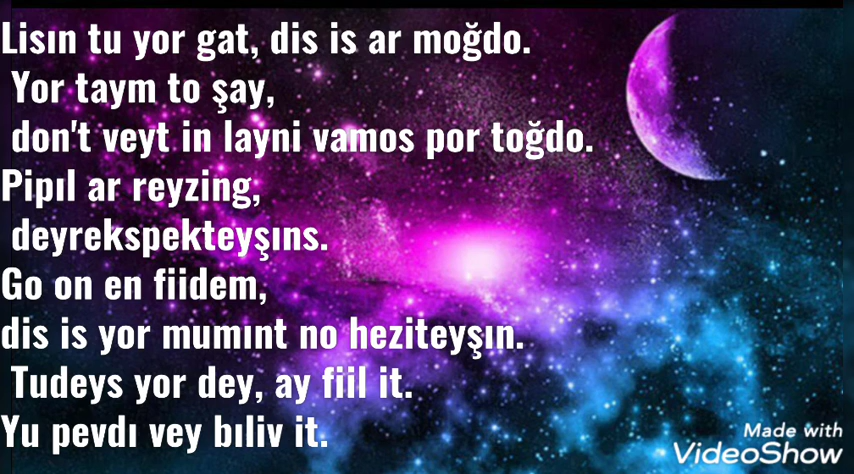 Lisın tu yor gat, dis is ar moğdo.
Yor taym to şay,
don't veyt in layni vamos por toğdo.
Pipıl ar reyzing,
deyrekspekteyşıns.
Go on en fiidem,
dis is yor mumınt no heziteyşın.
Tudeys yor dey, ay fiil it.
Yu pevdı vey bıliv it.
Made with
VideoShow